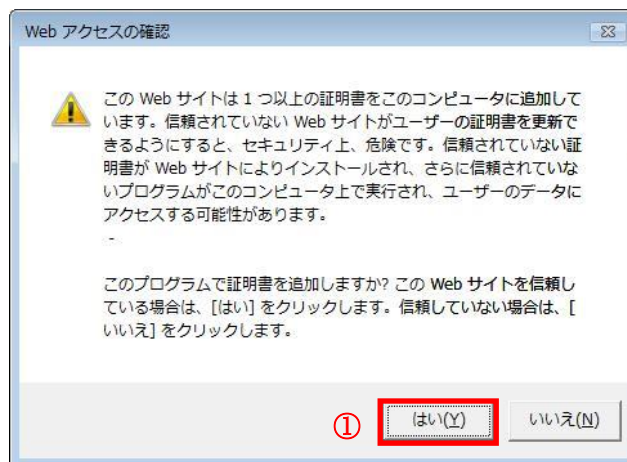 Web アクセスの確認
この Web サイトは 1 つ以上の証明書をこのコンピュータに追加して
います。信頼されていない Web サイトがユーザーの証明書を更新で
きるようにすると、セキュリティ上、危険です。信頼されていない証
明書が Web サイトによりインストールされ、さらに信頼されていな
いプログラムがこのコンピュータ上で実行され、ユーザーのデータに
アクセスする可能性があります。
-
このプログラムで証明書を追加しますか? この Web サイトを信頼し
ている場合は、[はい] をクリックします。信頼していない場合は、[
いいえ] をクリックします。
① はい(Y) いいえ(N)